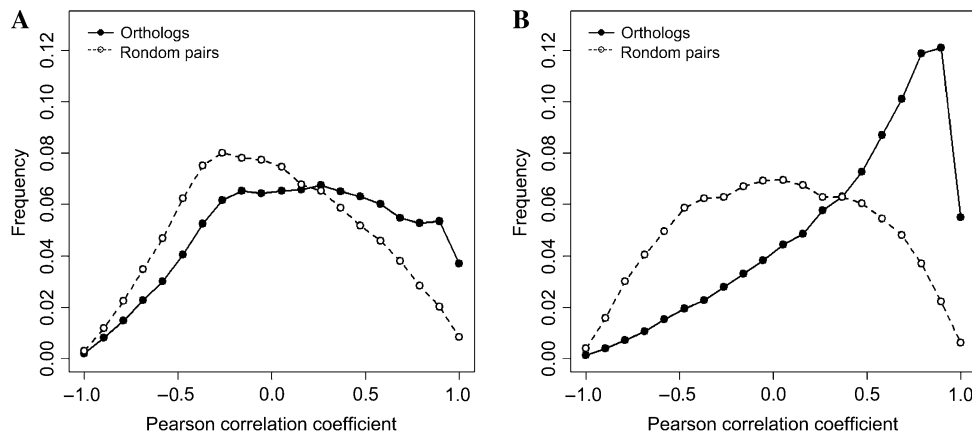 A
Orthologs
Rondom pairs
Frequency
0.00 0.02 0.04 0.06 0.08 0.10 0.12
−1.0 −0.5 0.0 0.5 1.0
Pearson correlation coefficient
B
Orthologs
Rondom pairs
Frequency
0.00 0.02 0.04 0.06 0.08 0.10 0.12
−1.0 −0.5 0.0 0.5 1.0
Pearson correlation coefficient